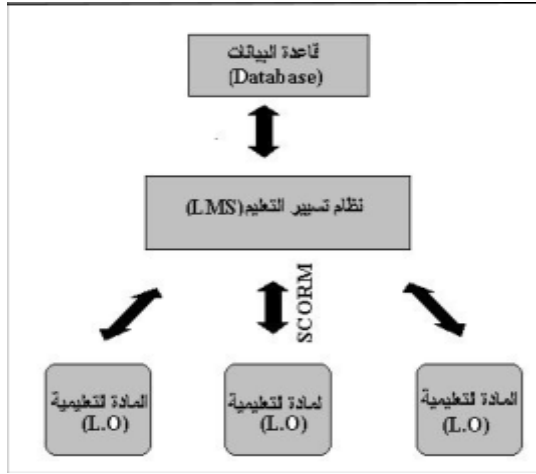 قاعدة البيانات
(Database)
نظام تسيير التعليم(LMS)
SCORM
المادة لتعليمية
(L.O)
لمادة لتعليمية
(L.O)
المادة لتعليمية
(L.O)